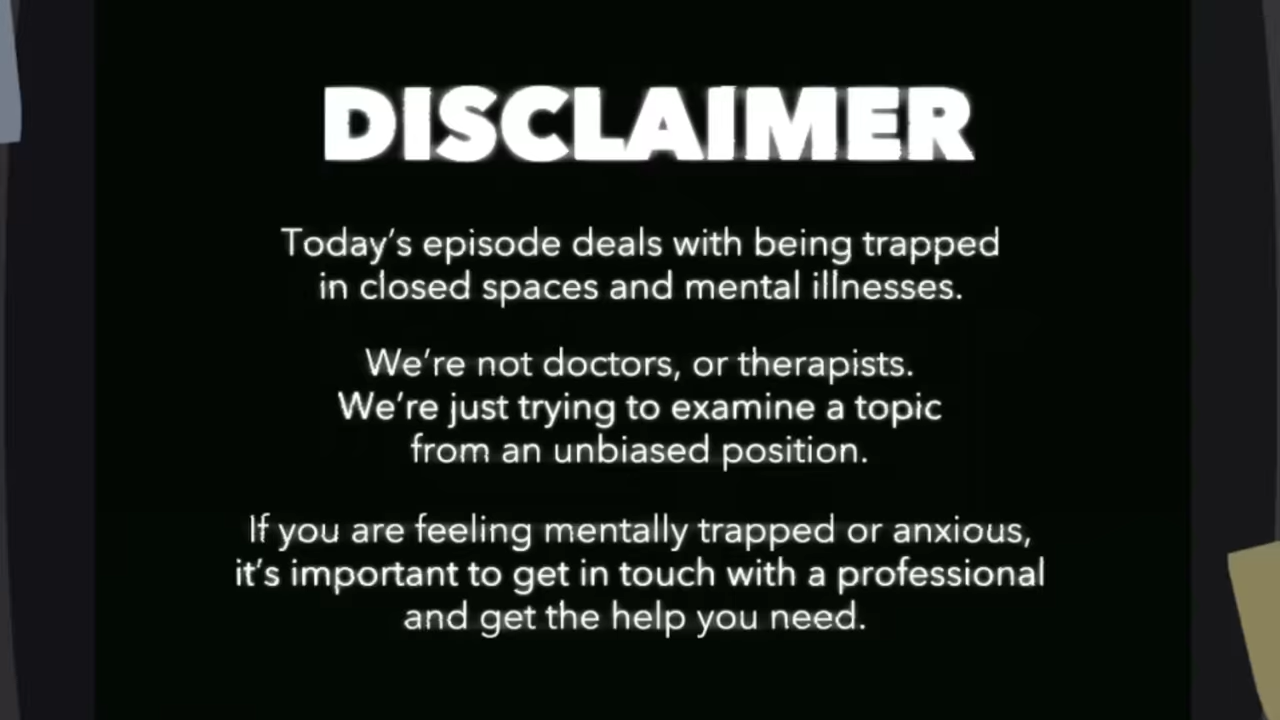 DISCLAIMER
Today's episode deals with being trapped
in closed spaces and mental illnesses.
We're not doctors, or therapists.
We're just trying to examine a topic
from an unbiased position.
If you are feeling mentally trapped or anxious,
it's important to get in touch with a professional
and get the help you need.